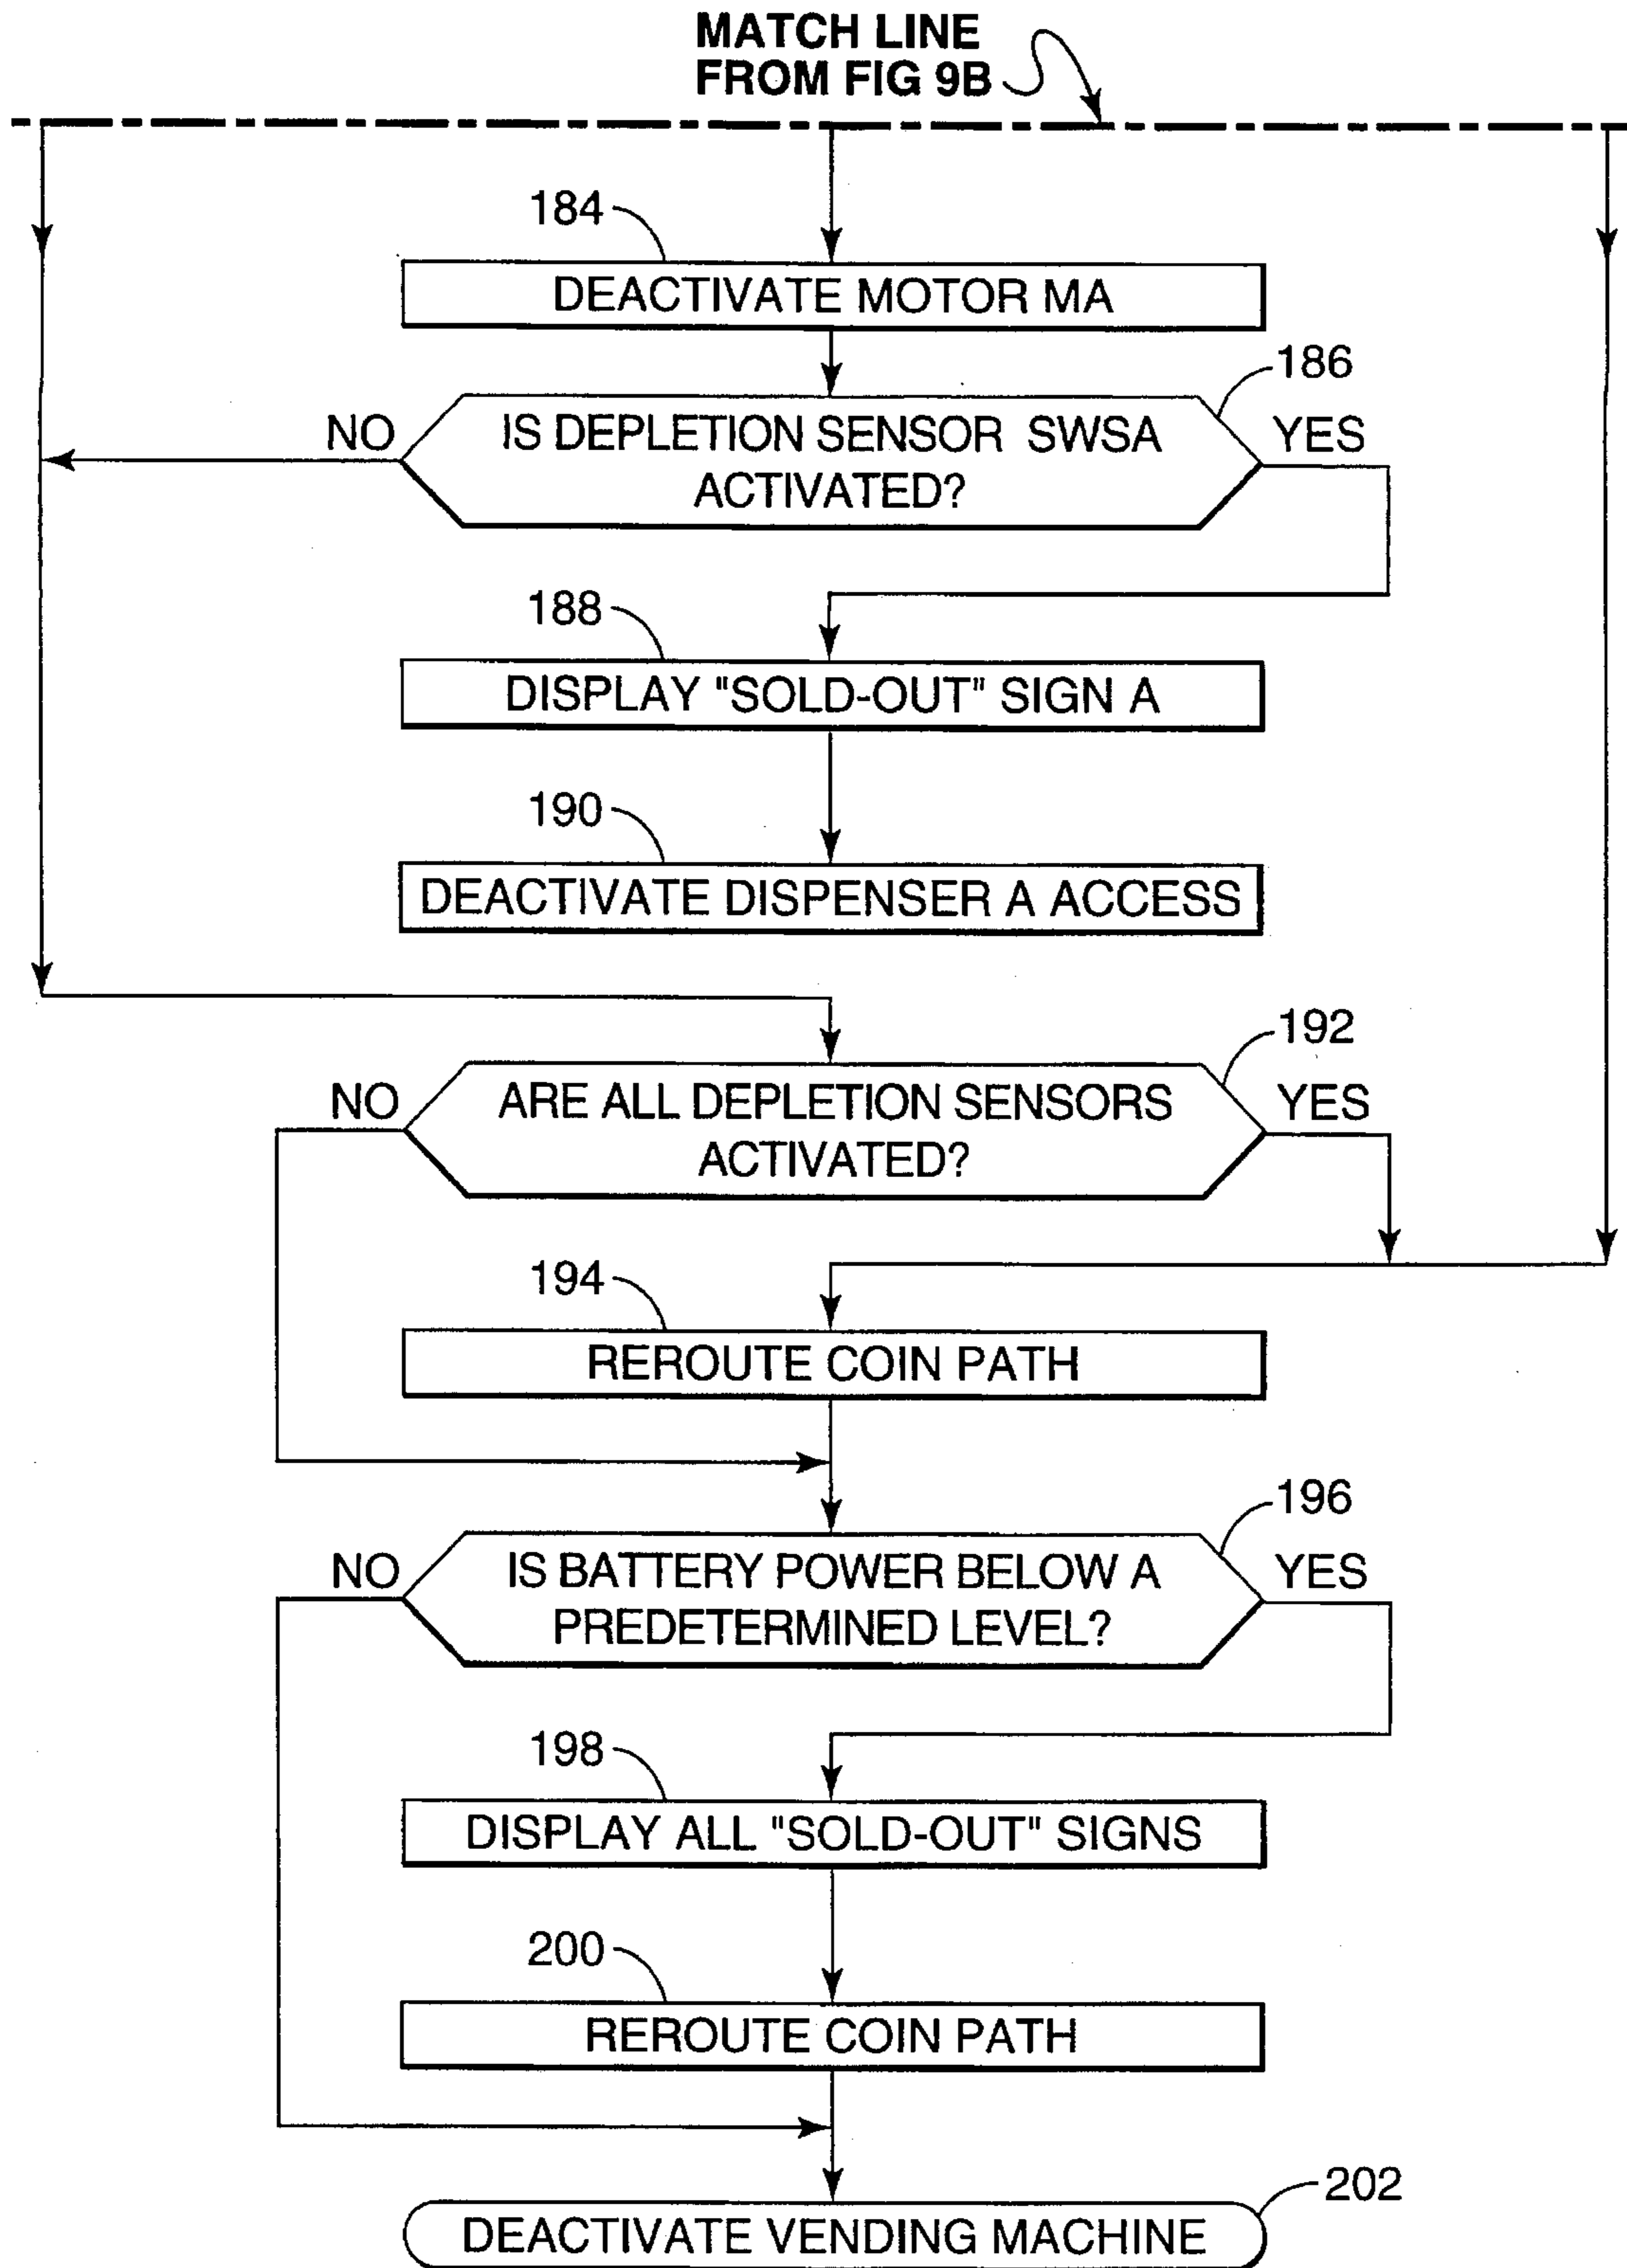 MATCH LINE
FROM FIG 9B
184
DEACTIVATE MOTOR MA
186
NO
IS DEPLETION SENSOR SWSA
ACTIVATED?
YES
188
DISPLAY "SOLD-OUT" SIGN A
190
DEACTIVATE DISPENSER A ACCESS
192
NO
ARE ALL DEPLETION SENSORS
ACTIVATED?
YES
194
REROUTE COIN PATH
196
NO
IS BATTERY POWER BELOW A
PREDETERMINED LEVEL?
YES
198
DISPLAY ALL "SOLD-OUT" SIGNS
200
REROUTE COIN PATH
202
DEACTIVATE VENDING MACHINE